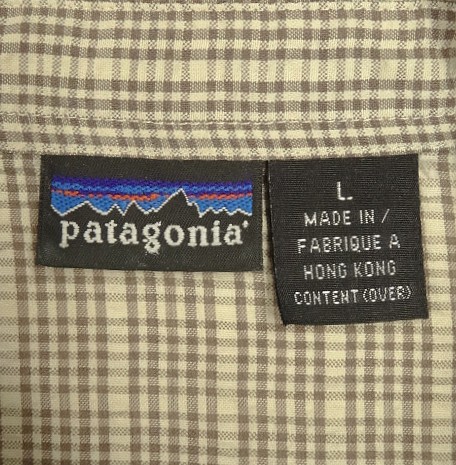 patagonia®
L
MADE IN /
FABRIQUE A
HONG KONG
CONTENT (OVER)